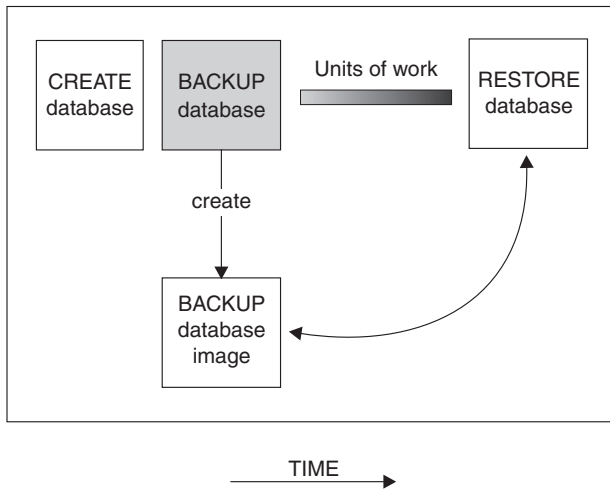 CREATE
database
BACKUP
database
Units of work
RESTORE
database
create
BACKUP
database
image
TIME